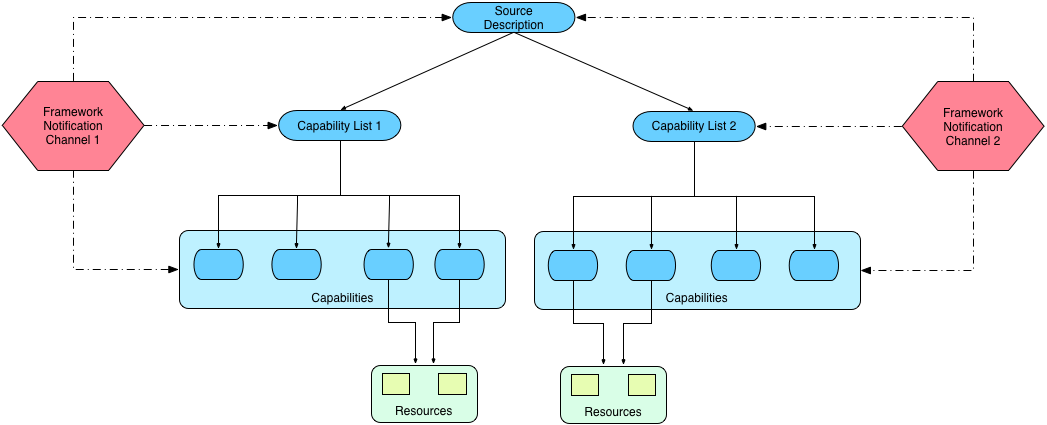 Source
Description
Framework
Notification
Channel 1
Capability List 1
Capability List 2
Framework
Notification
Channel 2
Capabilities
Capabilities
Resources
Resources